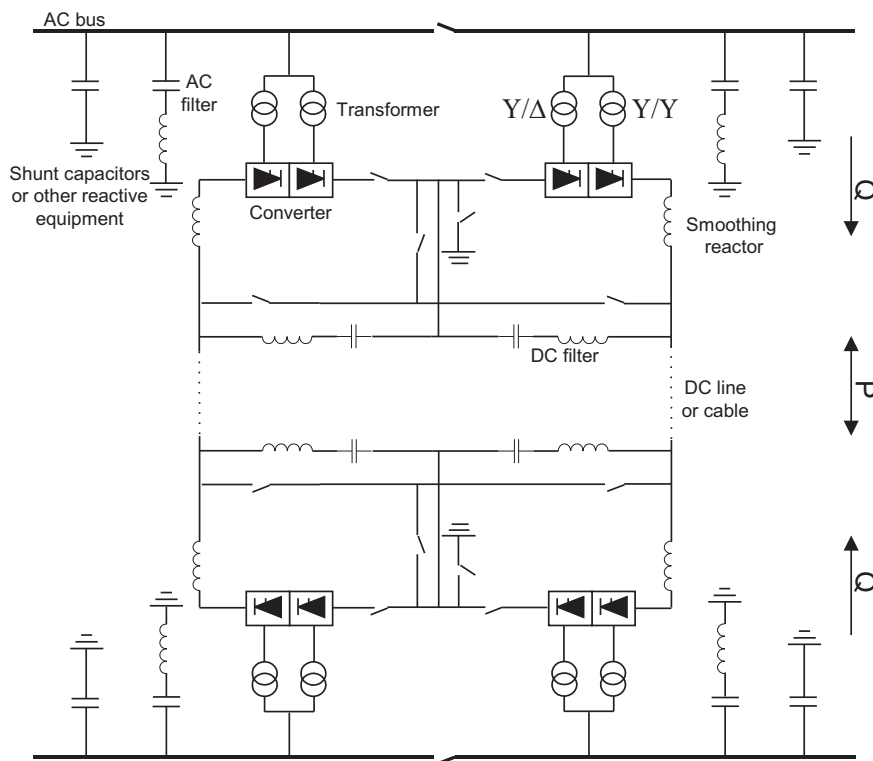 AC bus
AC
filter
Transformer
Y/Δ
Y/Y
Shunt capacitors
or other reactive
equipment
Converter
Smoothing
reactor
Q
DC filter
DC line
or cable
P
Q